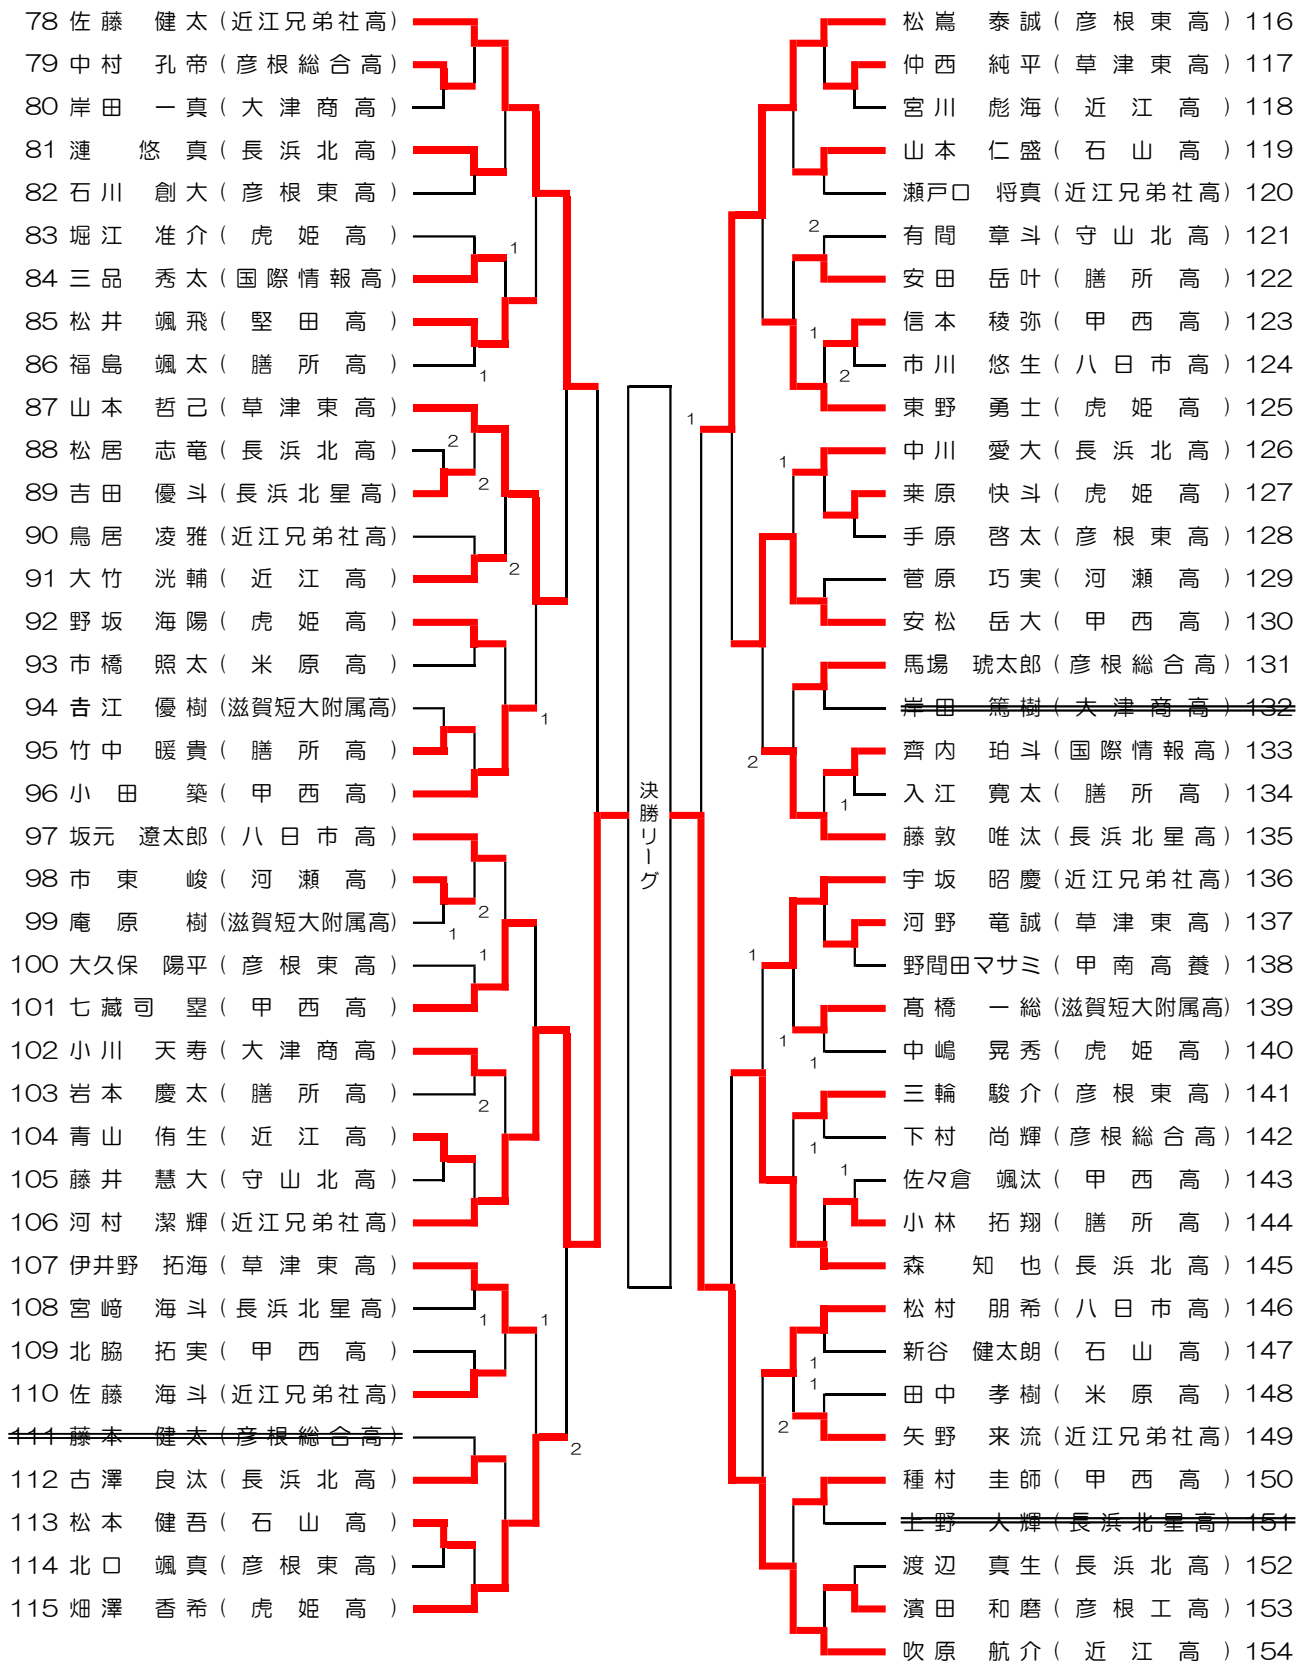 78 佐藤 健太 (近江兄弟社高)
79 中村 孔帝 (彦根総合高)
80 岸田 一真 (大津商高)
81 漣 悠真 (長浜北高)
82 石川 創大 (彦根東高)
83 堀江 准介 (虎姫高)
1
84 三品 秀太 (国際情報高)
85 松井 颯飛 (堅田高)
86 福島 颯太 (膳所高)
1
87 山本 哲己 (草津東高)
88 松居 志竜 (長浜北高)
2
89 吉田 優斗 (長浜北星高)
2
90 鳥居 凌雅 (近江兄弟社高)
91 大竹 洸輔 (近江高)
2
92 野坂 海陽 (虎姫高)
93 市橋 照太 (米原高)
94 𠮷江 優樹 (滋賀短大附属高)
1
95 竹中 暖貴 (膳所高)
96 小田 築 (甲西高)
97 坂元 遼太郎 (八日市高)
98 市東 峻 (河瀬高)
2
99 庵原 樹 (滋賀短大附属高)
1
100 大久保 陽平 (彦根東高)
1
101 七蔵司 塁 (甲西高)
102 小川 天寿 (大津商高)
103 岩本 慶太 (膳所高)
2
104 青山 侑生 (近江高)
105 藤井 慧大 (守山北高)
106 河村 潔輝 (近江兄弟社高)
107 伊井野 拓海 (草津東高)
108 宮﨑 海斗 (長浜北星高)
1
1
109 北脇 拓実 (甲西高)
110 佐藤 海斗 (近江兄弟社高)
111 藤本 健太 (彦根総合高)
2
112 古澤 良汰 (長浜北高)
113 松本 健吾 (石山高)
114 北口 颯真 (彦根東高)
115 畑澤 香希 (虎姫高)
決勝リーグ
松嶌 泰誠 (彦根東高) 116
仲西 純平 (草津東高) 117
宮川 彪海 (近江高) 118
山本 仁盛 (石山高) 119
瀬戸口 将真 (近江兄弟社高) 120
2
有間 章斗 (守山北高) 121
安田 岳叶 (膳所高) 122
信本 稜弥 (甲西高) 123
1
市川 悠生 (八日市高) 124
2
東野 勇士 (虎姫高) 125
1
中川 愛大 (長浜北高) 126
1
乗原 快斗 (虎姫高) 127
手原 啓太 (彦根東高) 128
菅原 巧実 (河瀬高) 129
安松 岳大 (甲西高) 130
馬場 琥太郎 (彦根総合高) 131
岸田 篤樹 (大津商高) 132
齊内 珀斗 (国際情報高) 133
2
入江 寛太 (膳所高) 134
1
藤敦 唯汰 (長浜北星高) 135
宇坂 昭慶 (近江兄弟社高) 136
河野 竜誠 (草津東高) 137
1
野間田マサミ (甲南高養) 138
髙橋 一総 (滋賀短大附属高) 139
1
中嶋 晃秀 (虎姫高) 140
1
三輪 駿介 (彦根東高) 141
下村 尚輝 (彦根総合高) 142
1
1
佐々倉 颯汰 (甲西高) 143
小林 拓翔 (膳所高) 144
森 知也 (長浜北高) 145
松村 朋希 (八日市高) 146
新谷 健太朗 (石山高) 147
1
1
田中 孝樹 (米原高) 148
2
矢野 来流 (近江兄弟社高) 149
種村 圭師 (甲西高) 150
上野 大輝 (長浜北星高) 151
渡辺 真生 (長浜北高) 152
濱田 和磨 (彦根工高) 153
吹原 航介 (近江高) 154